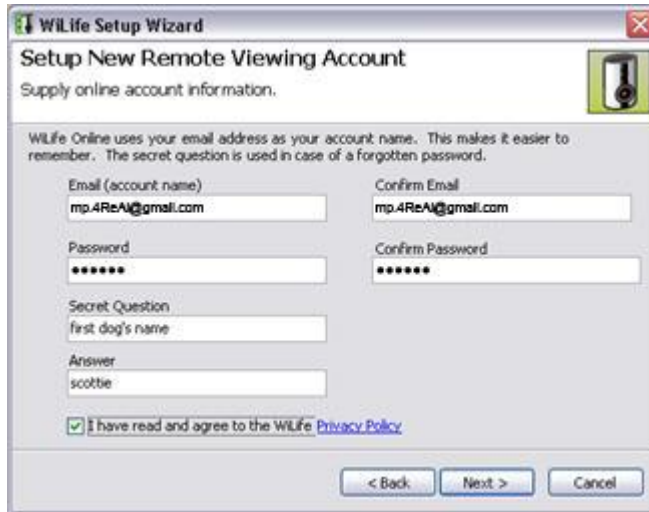 WiLife Setup Wizard
Setup New Remote Viewing Account
Supply online account information.
WiLife Online uses your email address as your account name. This makes it easier to
remember. The secret question is used in case of a forgotten password.
Email (account name)
Confirm Email
mp.4ReAl@gmail.com
mp.4ReAl@gmail.com
Password
Confirm Password
••••••
••••••
Secret Question
first dog's name
Answer
scottie
I have read and agree to the WiLife Privacy Policy
< Back
Next >
Cancel